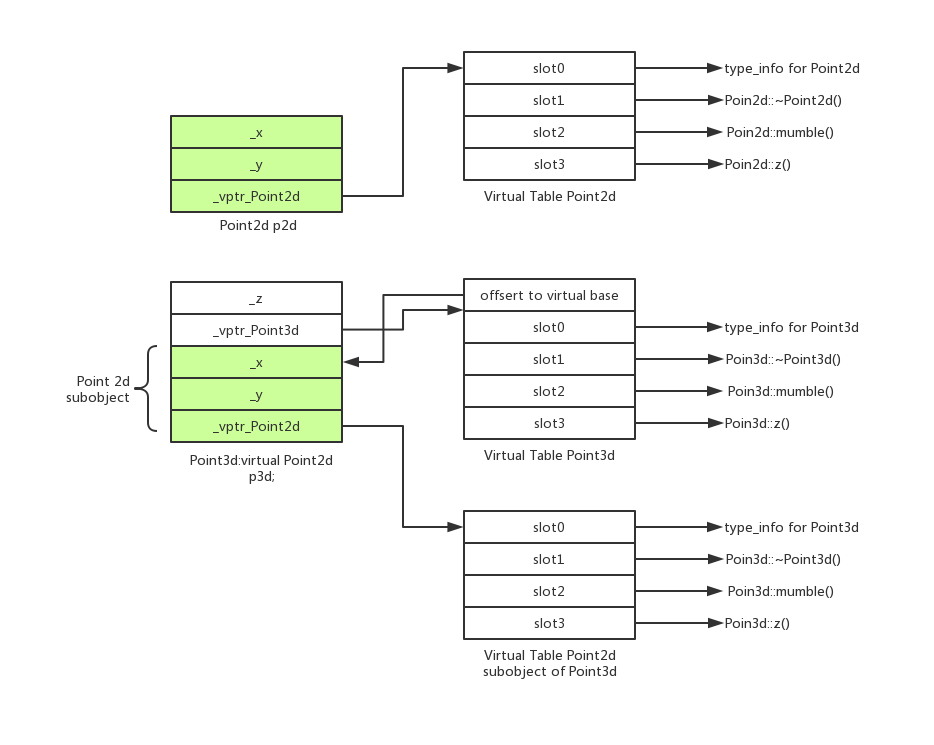 slot0
type_info for Point2d
slot1
Poin2d::~Point2d()
_x
slot2
Poin2d::mumble()
_y
slot3
Poin2d::z()
_vptr_Point2d
Virtual Table Point2d
Point2d p2d
_z
offsert to virtual base
_vptr_Point3d
slot0
type_info for Point3d
_x
slot1
Poin3d::~Point3d()
Point 2d
subobject
_y
slot2
Poin3d::mumble()
_vptr_Point2d
slot3
Poin3d::z()
Point3d:virtual Point2d
p3d;
Virtual Table Point3d
slot0
type_info for Point3d
slot1
Poin3d::~Point3d()
slot2
Poin3d::mumble()
slot3
Poin3d::z()
Virtual Table Point2d
subobject of Point3d